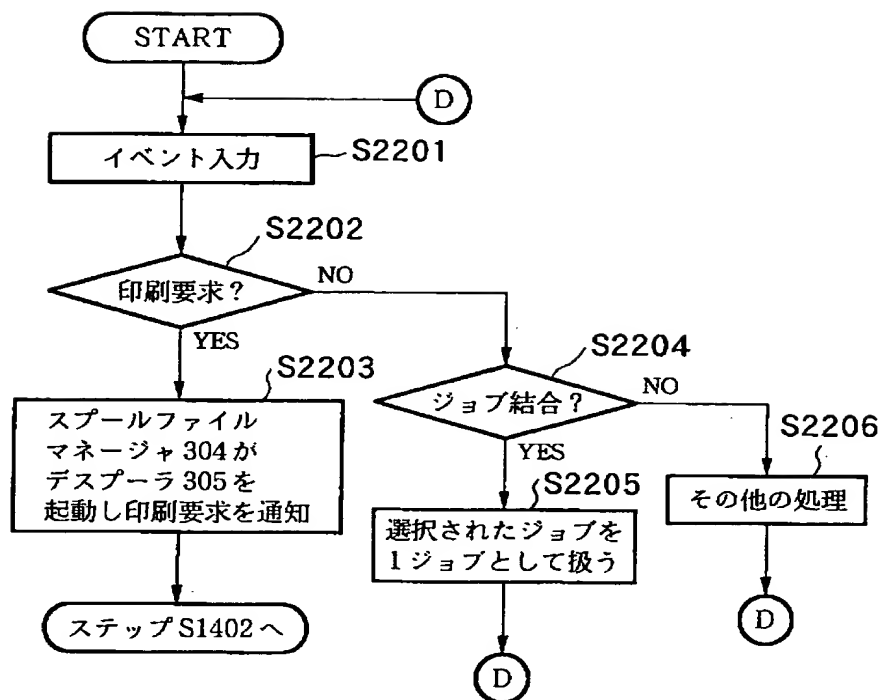 START
D
イベント入力
S2201
S2202
印刷要求?
NO
YES
S2203
スプールファイル
マネージャ304が
デスプーラ305を
起動し印刷要求を通知
ステップS1402へ
S2204
ジョブ結合?
NO
YES
S2205
選択されたジョブを
1ジョブとして扱う
D
S2206
その他の処理
D